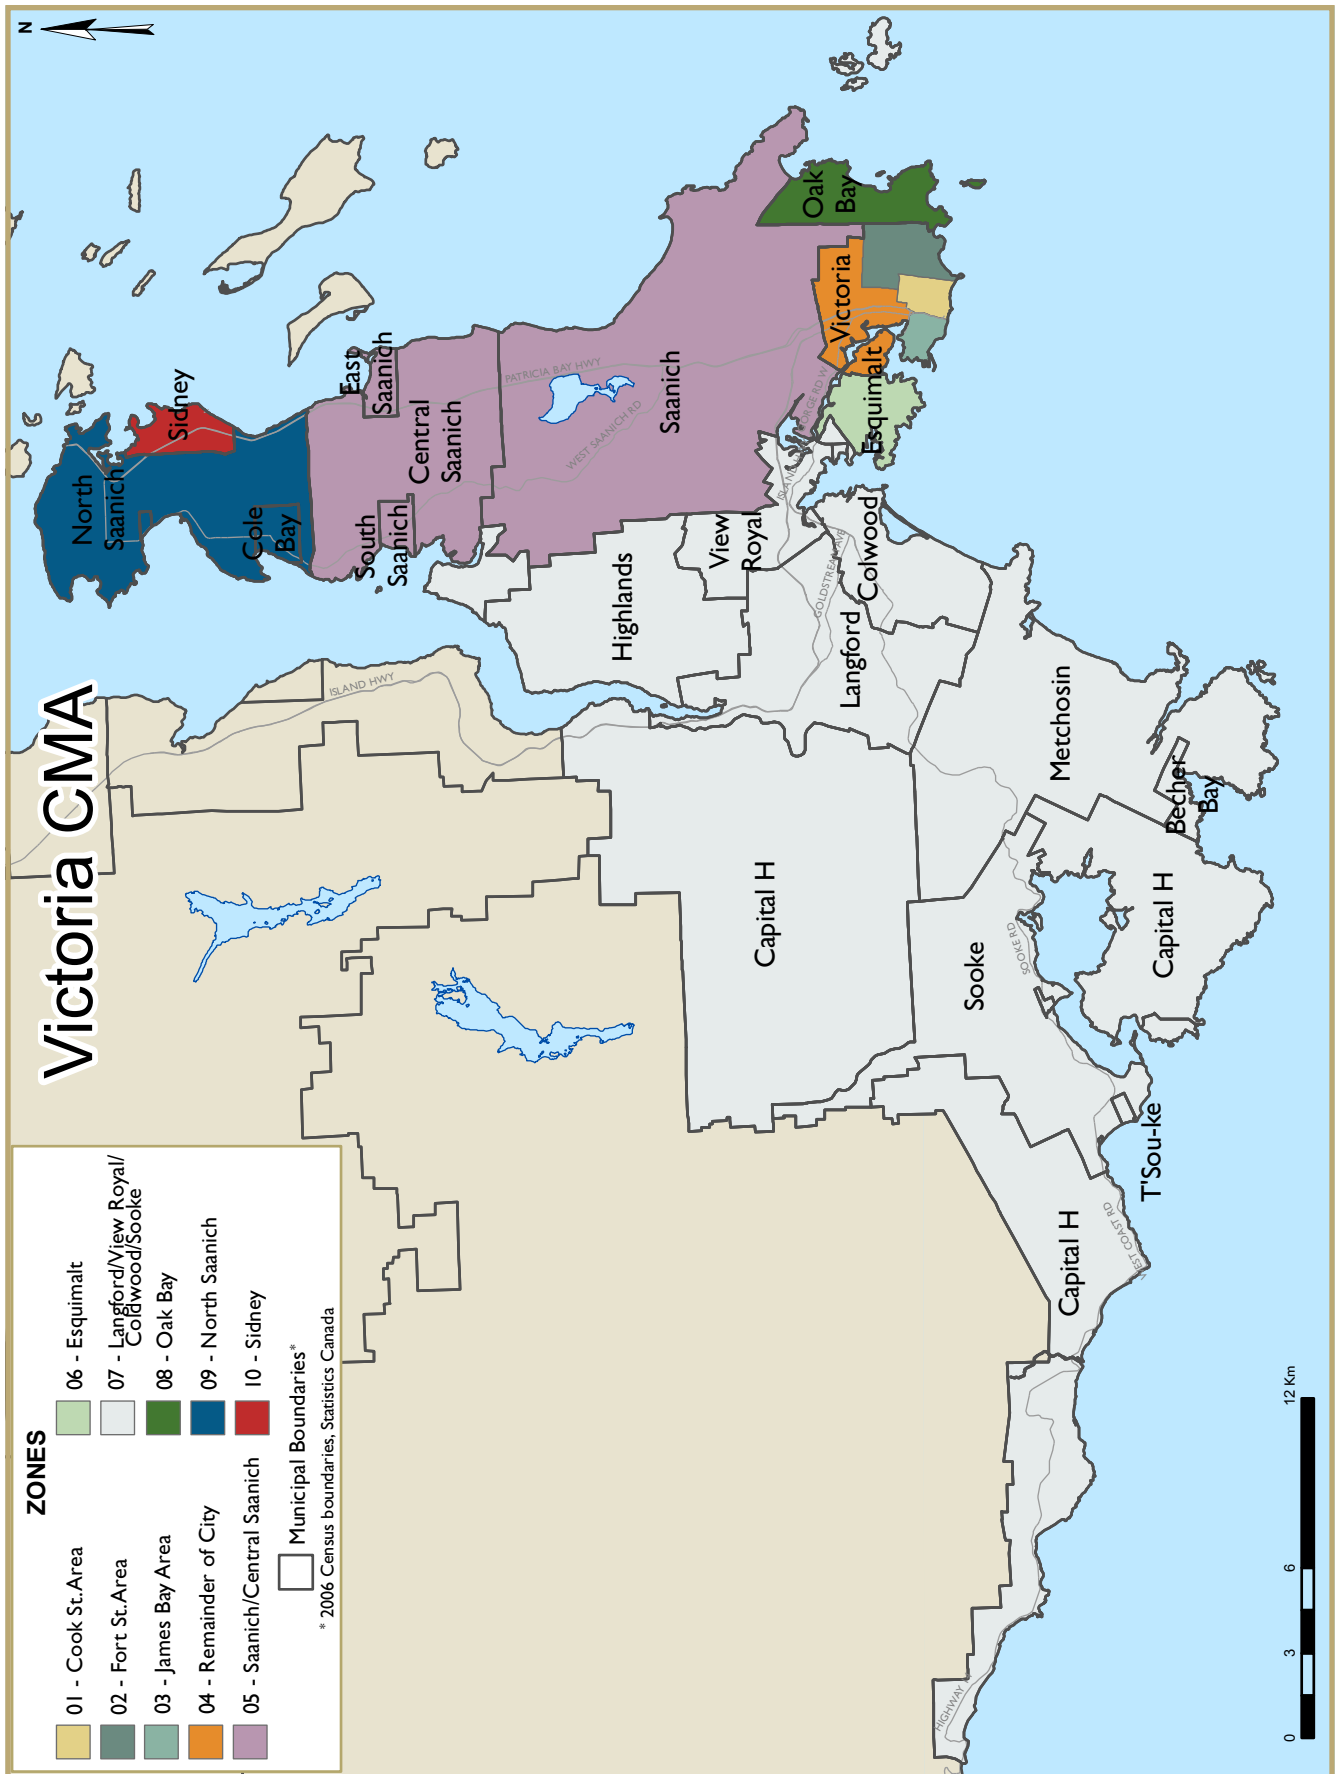 Victoria CMA
N
ZONES
01 - Cook St. Area
02 - Fort St. Area
03 - James Bay Area
04 - Remainder of City
05 - Saanich/Central Saanich
06 - Esquimalt
07 - Langford/View Royal/
Coldwood/Sooke
08 - Oak Bay
09 - North Saanich
10 - Sidney
Municipal Boundaries*
* 2006 Census boundaries, Statistics Canada
North
Saanich
Sidney
Cole
Bay
East
Saanich
South
Saanich
Central
Saanich
PATRICIA BAY HWY
WEST SAANICH RD
Saanich
ISLAND HWY
Highlands
View
Royal
GORGE RD W
Victoria
Oak
Bay
Esquimalt
GOLDSTREAM AVE
Colwood
Langford
Metchosin
Becher
Bay
Capital H
Sooke
SOOKE RD
Capital H
T'Sou-ke
Capital H
WEST COAST RD
HIGHWAY
0
3
6
12 Km